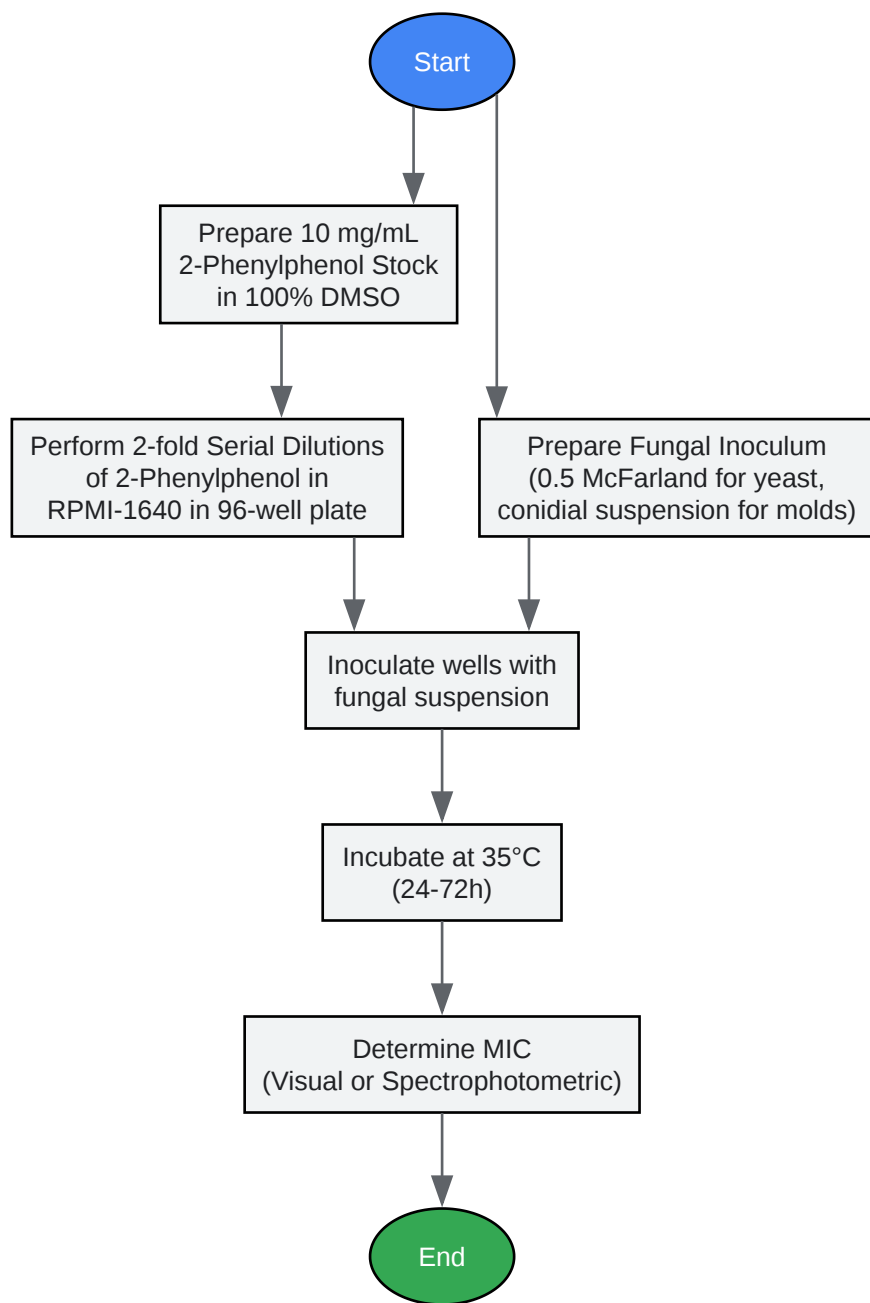 Start
Prepare 10 mg/mL
2-Phenylphenol Stock
in 100% DMSO
Perform 2-fold Serial Dilutions
of 2-Phenylphenol in
RPMI-1640 in 96-well plate
Prepare Fungal Inoculum
(0.5 McFarland for yeast,
conidial suspension for molds)
Inoculate wells with
fungal suspension
Incubate at 35°C
(24-72h)
Determine MIC
(Visual or Spectrophotometric)
End